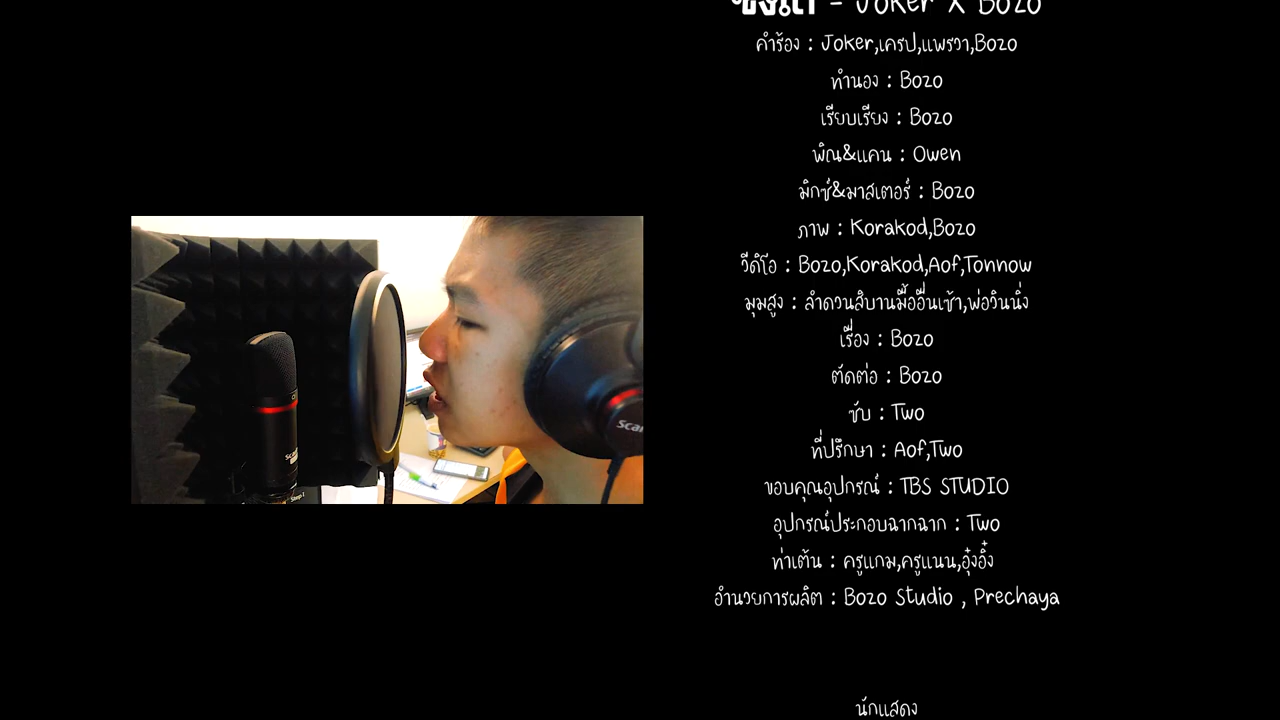 - Joker X Bozo
คำร้อง : Joker,เครป,แพรวา,Bozo
ทำนอง : Bozo
เรียบเรียง : Bozo
พิณ&แคน : Owen
มิกซ์&มาสเตอร์ : Bozo
ภาพ : Korakod,Bozo
วีดีโอ : Bozo,Korakod,Aof,Tonnow
มุมสูง : ลำดวนสิบานมื้ออื่นเช้า,พ่อวินนิ่ง
เรื่อง : Bozo
ตัดต่อ : Bozo
ซับ : Two
ที่ปรึกษา : Aof,Two
ขอบคุณอุปกรณ์ : TBS STUDIO
อุปกรณ์ประกอบฉากฉาก : Two
ท่าเต้น : ครูแกม,ครูแนน,อุ๋งอิ๋ง
อำนวยการผลิต : Bozo Studio , Prechaya
นักแสดง